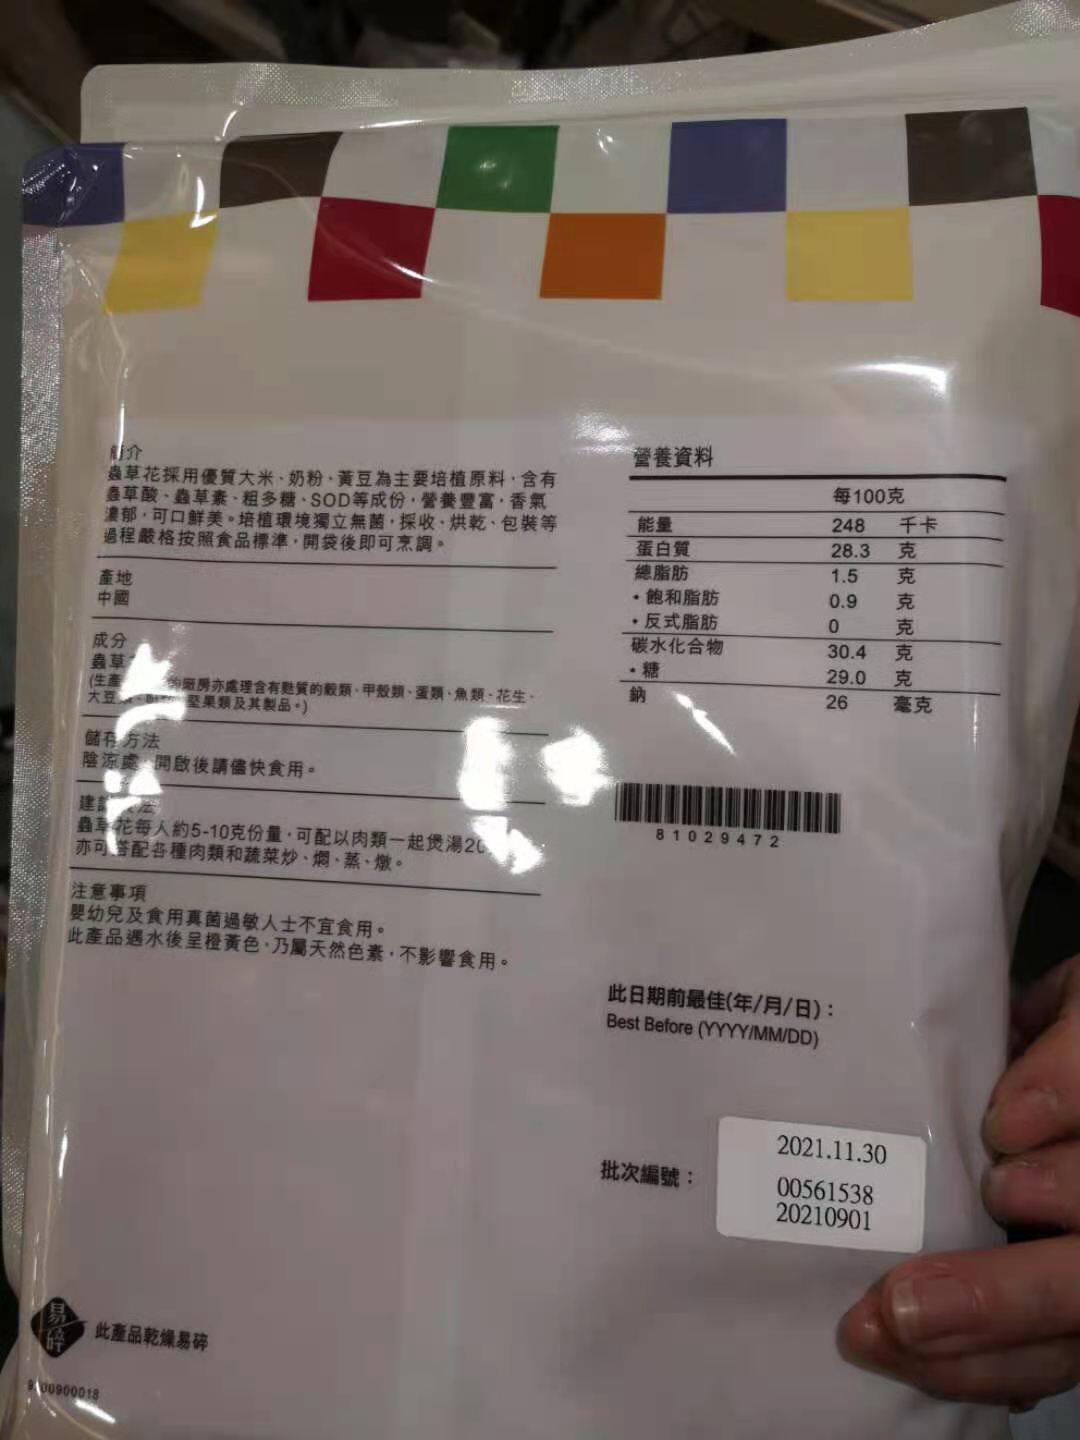 簡介
蟲草花採用優質大米、奶粉、黃豆為主要培植原料，含有
蟲草酸、蟲草素、粗多糖、SOD等成份，營養豐富，香氣
濃郁，可口鮮美。培植環境獨立無菌，採收、烘乾、包裝等
過程嚴格按照食品標準，開袋後即可烹調。
產地
中國
成分
蟲草
(生產 的廠房亦處理含有麩質的穀類、甲殼類、蛋類、魚類、花生、
大豆 堅果類及其製品。)
儲存方法
陰涼處 開啟後請儘快食用。
建議 法
蟲草花每人約5-10克份量，可配以肉類一起煲湯20
亦可搭配各種肉類和蔬菜炒、燜、蒸、燉。
注意事項
嬰幼兒及食用真菌過敏人士不宜食用。
此產品遇水後呈橙黃色，乃屬天然色素，不影響食用。
易碎
此產品乾燥易碎
00900018
營養資料
每100克
能量 248 千卡
蛋白質 28.3 克
總脂肪 1.5 克
•飽和脂肪 0.9 克
•反式脂肪 0 克
碳水化合物 30.4 克
•糖 29.0 克
鈉 26 毫克
81029472
此日期前最佳(年/月/日)：
Best Before (YYYY/MM/DD)
2021.11.30
批次編號：
00561538
20210901